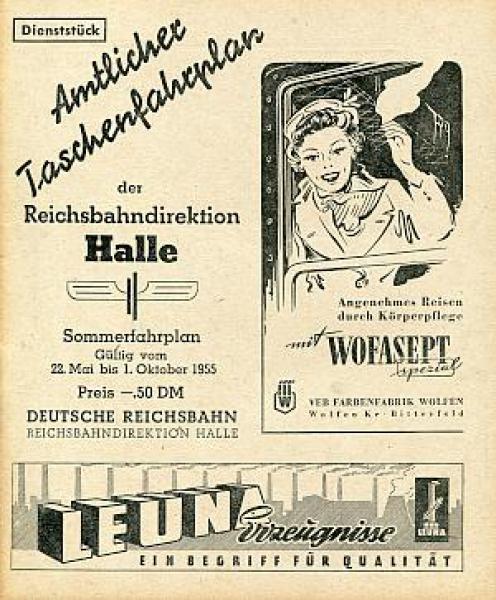 Dienststück
Amtlicher
Taschenfahrplan
der
Reichsbahndirektion
Halle
Sommerfahrplan
Gültig vom
22. Mai bis 1. Oktober 1955
Preis —,50 DM
DEUTSCHE REICHSBAHN
REICHSBAHNDIREKTION HALLE
Angenehmes Reisen
durch Körperpflege
mit WOFASEPT
spezial
VEB FARBENFABRIK WOLFEN
Wolfen Kr. Bitterfeld
LEUNA Erzeugnisse
LEUNA
EIN BEGRIFF FÜR QUALITÄT